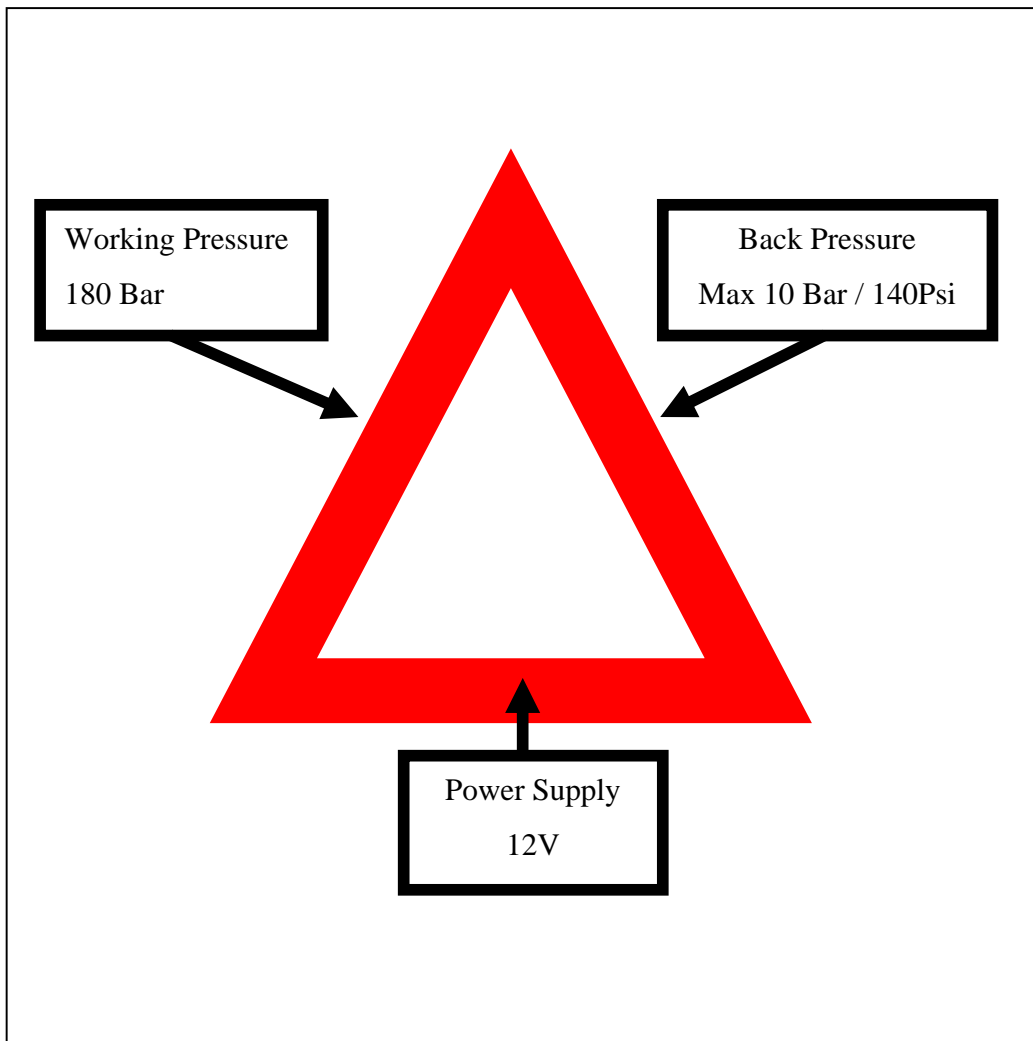 Working Pressure
180 Bar
Back Pressure
Max 10 Bar / 140Psi
Power Supply
12V